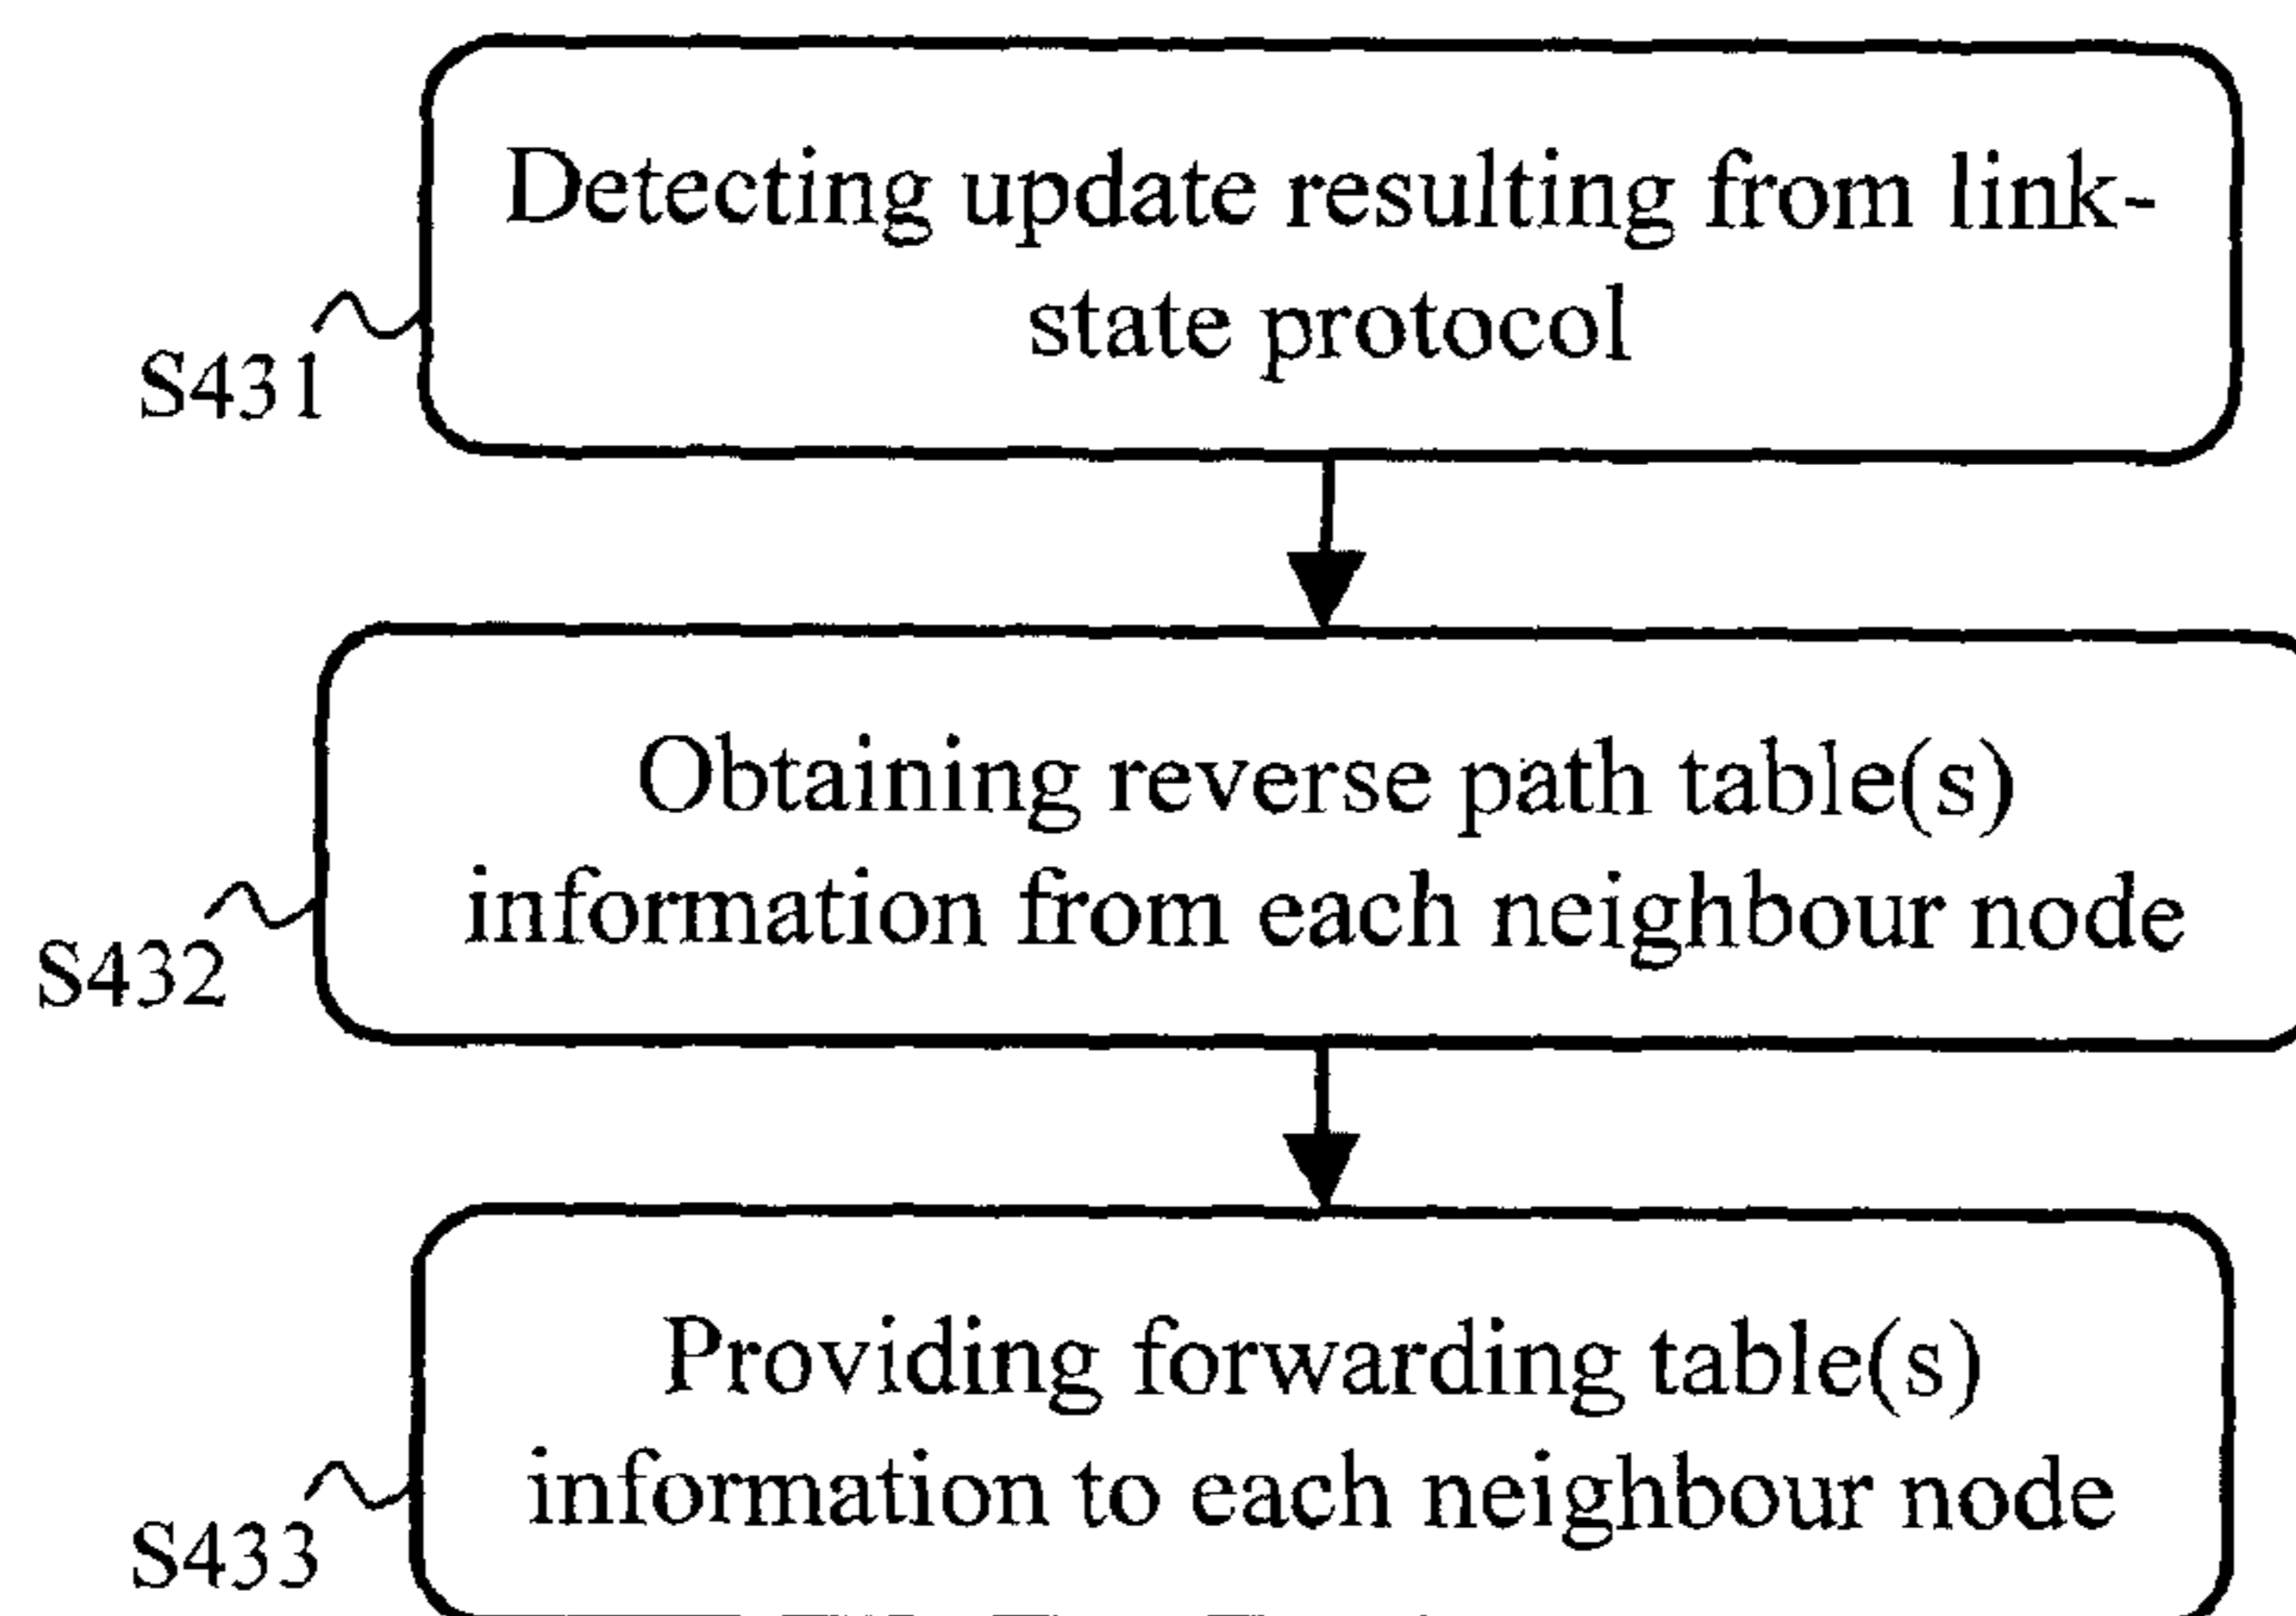 Detecting update resulting from link-
state protocol
S431
Obtaining reverse path table(s)
information from each neighbour node
S432
Providing forwarding table(s)
information to each neighbour node
S433